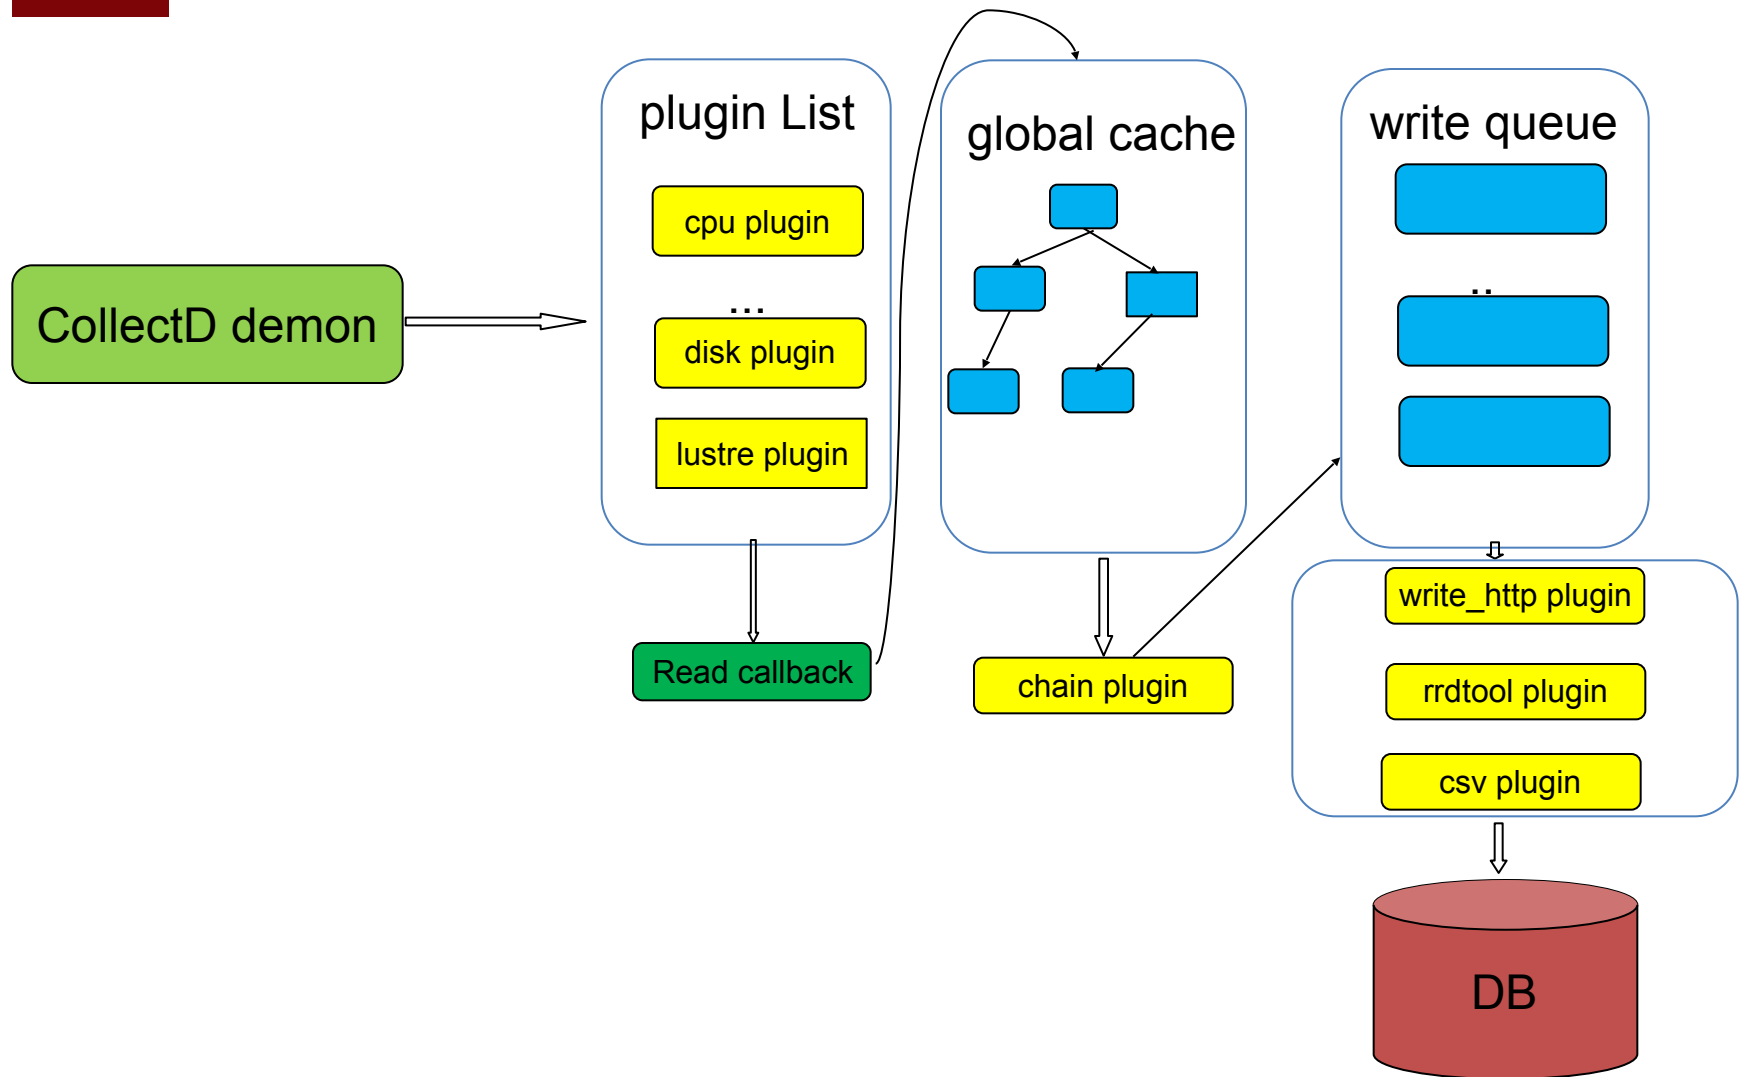 CollectD demon
plugin List
cpu plugin
...
disk plugin
lustre plugin
Read callback
global cache
chain plugin
write queue
..
write_http plugin
rrdtool plugin
csv plugin
DB